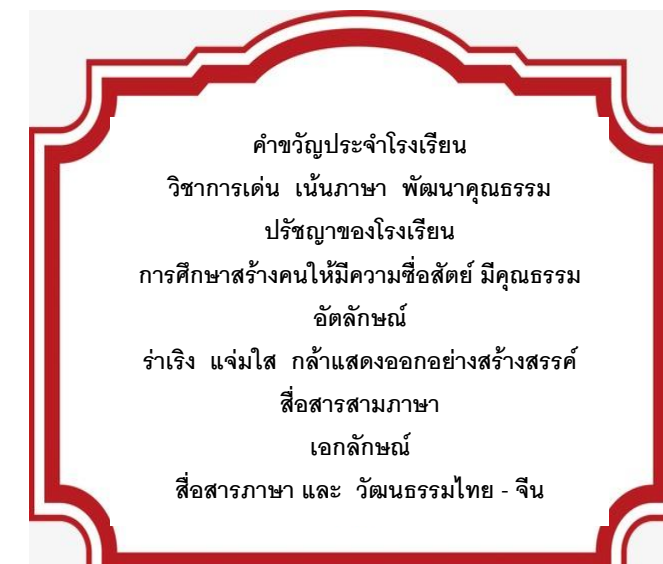 คำขวัญประจำโรงเรียน
วิชาการเด่น เน้นภาษา พัฒนาคุณธรรม
ปรัชญาของโรงเรียน
การศึกษาสร้างคนให้มีความซื่อสัตย์ มีคุณธรรม
อัตลักษณ์
ร่าเริง แจ่มใส กล้าแสดงออกอย่างสร้างสรรค์
สื่อสารสามภาษา
เอกลักษณ์
สื่อสารภาษา และ วัฒนธรรมไทย - จีน